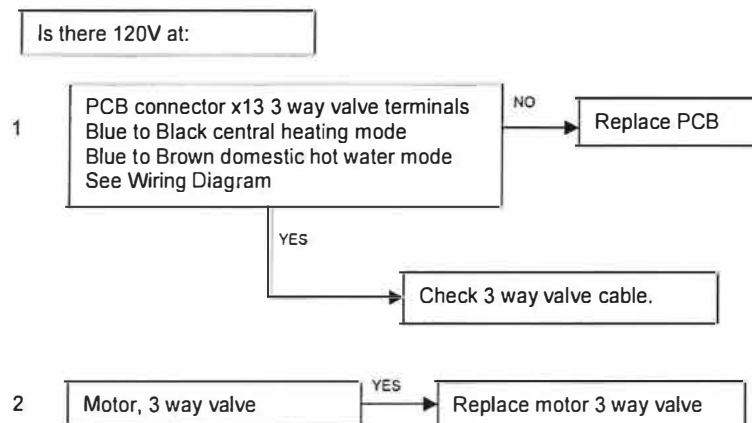 Is there 120V at:
1
PCB connector x13 3 way valve terminals
Blue to Black central heating mode
Blue to Brown domestic hot water mode
See Wiring Diagram
NO
Replace PCB
YES
Check 3 way valve cable.
2
Motor, 3 way valve
YES
Replace motor 3 way valve